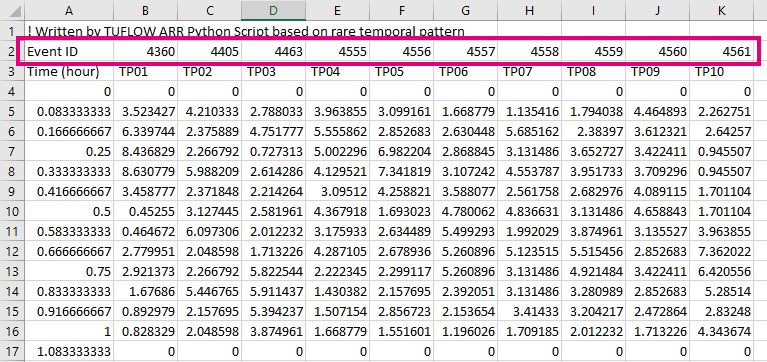 A B C D E F G H I J K
1 ! Written by TUFLOW ARR Python Script based on rare temporal pattern
2 Event ID 4360 4405 4463 4555 4556 4557 4558 4559 4560 4561
3 Time (hour) TP01 TP02 TP03 TP04 TP05 TP06 TP07 TP08 TP09 TP10
4 0 0 0 0 0 0 0 0 0 0 0
5 0.083333333 3.523427 4.210333 2.788033 3.963855 3.099161 1.668779 1.135416 1.794038 4.464893 2.262751
6 0.166666667 6.339744 2.375889 4.751777 5.555862 2.852683 2.630448 5.685162 2.38397 3.612321 2.64257
7 0.25 8.436829 2.266792 0.727313 5.002296 6.982204 2.868845 3.131486 3.652727 3.422411 0.945507
8 0.333333333 8.630779 5.988209 2.614286 4.129521 7.341819 3.107242 4.553787 3.951733 3.709296 0.945507
9 0.416666667 3.458777 2.371848 2.214264 3.09512 4.258821 3.588077 2.561758 2.682976 4.089115 1.701104
10 0.5 0.45255 3.127445 2.581961 4.367918 1.693023 4.780062 4.836631 3.131486 4.658843 1.701104
11 0.583333333 0.464672 6.097306 2.012232 3.175933 2.634489 5.499293 1.992029 3.874961 3.135527 3.963855
12 0.666666667 2.779951 2.048598 1.713226 4.287105 2.678936 5.260896 5.123515 5.515456 2.852683 7.362022
13 0.75 2.921373 2.266792 5.822544 2.222345 2.299117 5.260896 3.131486 4.921484 3.422411 6.420556
14 0.833333333 1.67686 5.446765 5.911437 1.430382 2.157695 2.392051 3.131486 3.280989 2.852683 5.28514
15 0.916666667 0.892979 2.157695 5.394237 1.507154 2.856723 2.153654 3.41433 3.204217 2.472864 2.83248
16 1 0.828329 2.048598 3.874961 1.668779 1.551601 1.196026 1.709185 2.012232 1.713226 4.343674
17 1.083333333 0 0 0 0 0 0 0 0 0 0